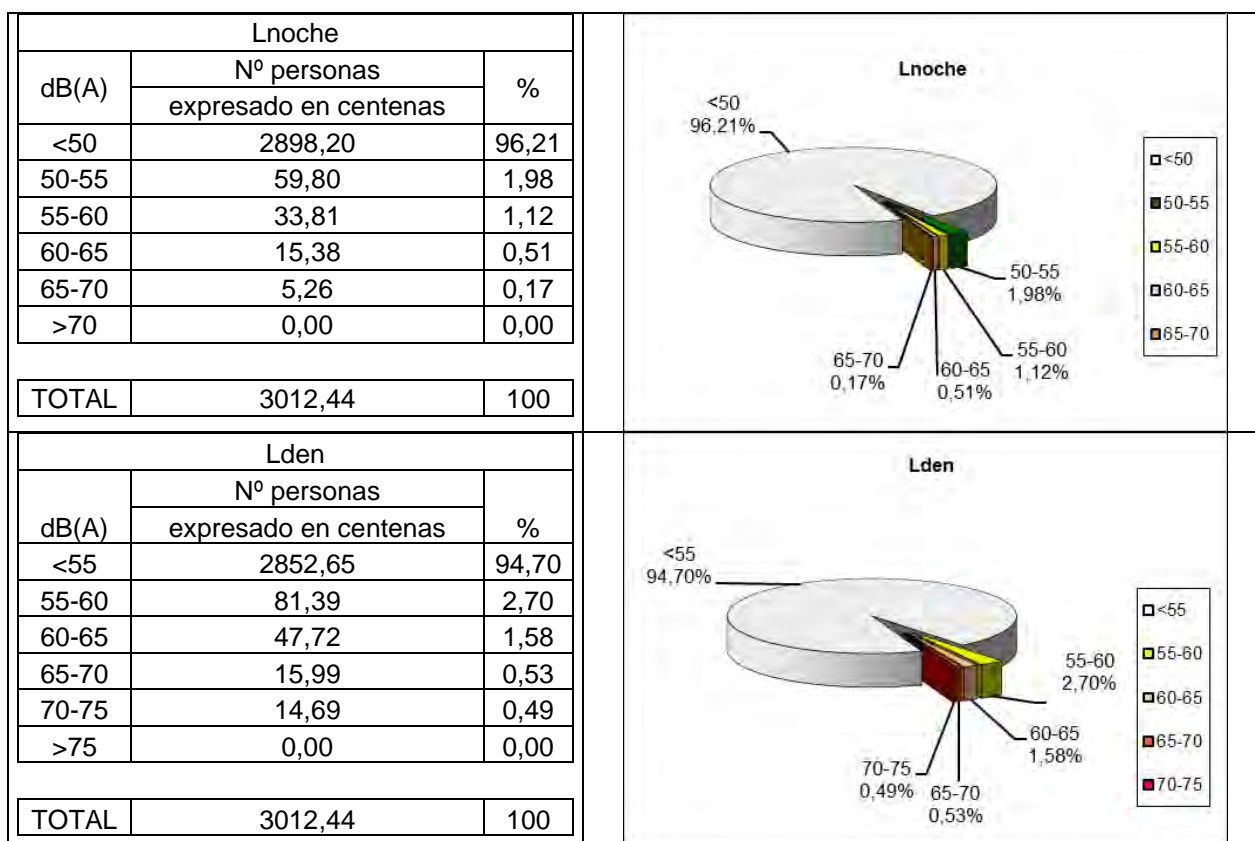 Lnoche
dB(A)
Nº personas
%
expresado en centenas
<50 2898,20 96,21
50-55 59,80 1,98
55-60 33,81 1,12
60-65 15,38 0,51
65-70 5,26 0,17
>70 0,00 0,00
TOTAL 3012,44 100
Lnoche
<50
96,21%
50-55
1,98%
55-60
1,12%
60-65
0,51%
65-70
0,17%
<50
50-55
55-60
60-65
65-70
Lden
Nº personas
dB(A) expresado en centenas %
<55 2852,65 94,70
55-60 81,39 2,70
60-65 47,72 1,58
65-70 15,99 0,53
70-75 14,69 0,49
>75 0,00 0,00
TOTAL 3012,44 100
Lden
<55
94,70%
55-60
2,70%
60-65
1,58%
65-70
0,53%
70-75
0,49%
<55
55-60
60-65
65-70
70-75